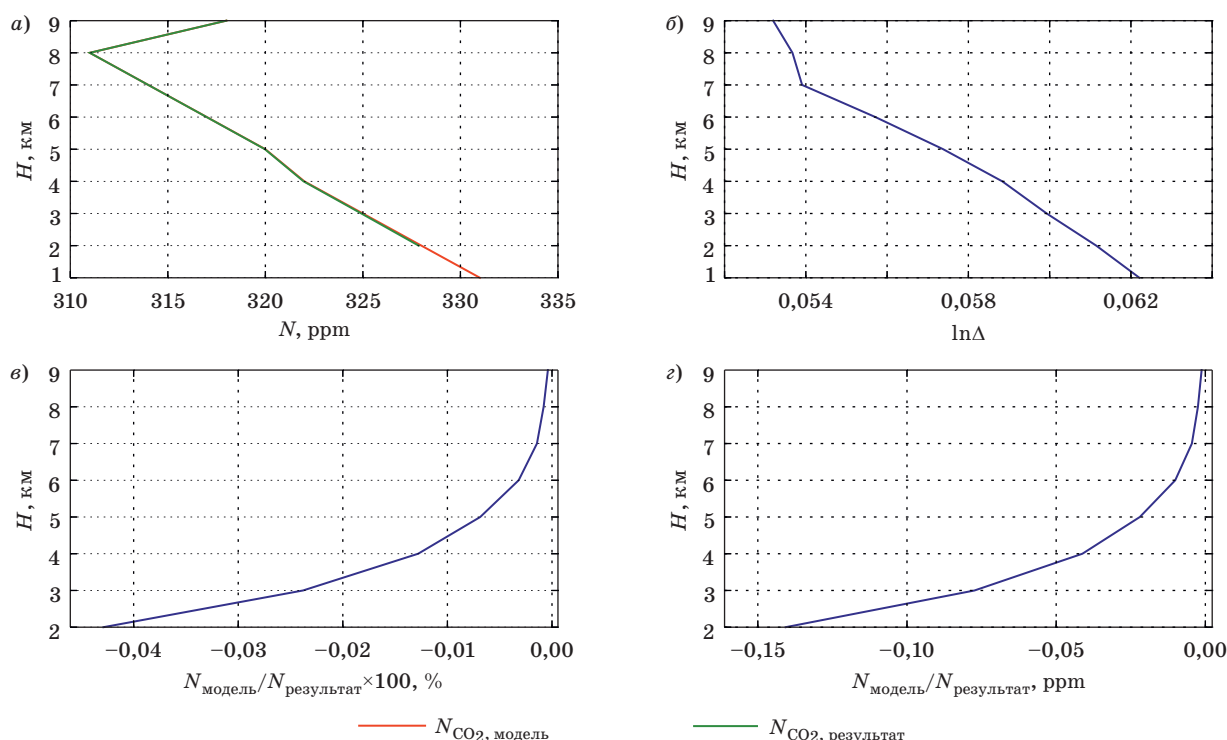 а)
9
8
7
6
5
4
3
2
1
H, км
310 315 320 325 330 335
N, ppm
б)
9
8
7
6
5
4
3
2
1
H, км
0,054 0,058 0,062
lnΔ
в)
9
8
7
6
5
4
3
2
H, км
−0,04 −0,03 −0,02 −0,01 0,00
Nмодель/Nрезультат×100, %
г)
9
8
7
6
5
4
3
2
H, км
−0,15 −0,10 −0,05 0,00
Nмодель/Nрезультат, ppm
NCO2, модель
NCO2, результат